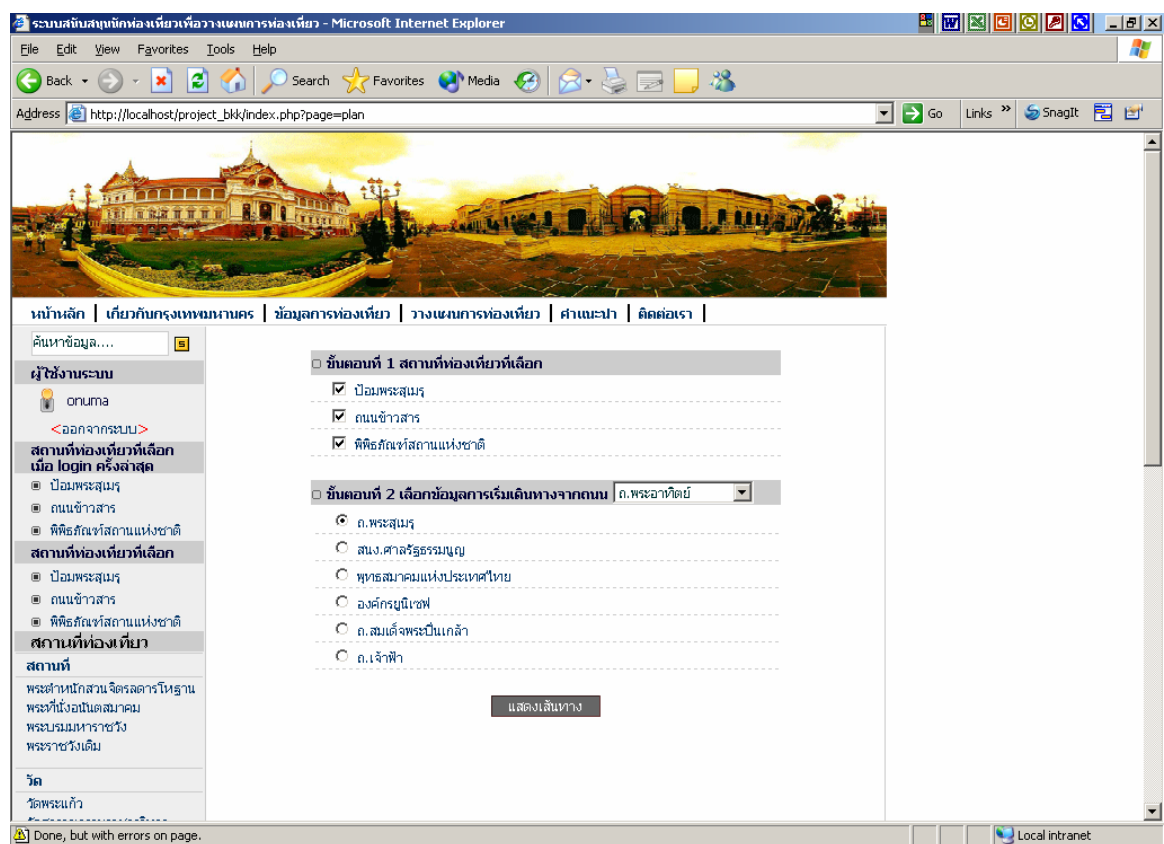 ระบบสนับสนุนนักท่องเที่ยวเพื่อวางแผนการท่องเที่ยว - Microsoft Internet Explorer
File Edit View Favorites Tools Help
Back Search Favorites Media
Address http://localhost/project_bkk/index.php?page=plan Go Links » SnagIt
หน้าหลัก | เกี่ยวกับกรุงเทพมหานคร | ข้อมูลการท่องเที่ยว | วางแผนการท่องเที่ยว | คำแนะนำ | ติดต่อเรา |
ค้นหาข้อมูล....
ผู้ใช้งานระบบ
onuma
<ออกจากระบบ>
สถานที่ท่องเที่ยวที่เลือก
เมื่อ login ครั้งล่าสุด
ป้อมพระสุเมรุ
ถนนข้าวสาร
พิพิธภัณฑ์สถานแห่งชาติ
สถานที่ท่องเที่ยวที่เลือก
ป้อมพระสุเมรุ
ถนนข้าวสาร
พิพิธภัณฑ์สถานแห่งชาติ
สถานที่ท่องเที่ยว
สถานที่
พระตำหนักสวนจิตรลดารโหฐาน
พระที่นั่งอนันตสมาคม
พระบรมมหาราชวัง
พระราชวังเดิม
วัด
วัดพระแก้ว
ขั้นตอนที่ 1 สถานที่ท่องเที่ยวที่เลือก
ป้อมพระสุเมรุ
ถนนข้าวสาร
พิพิธภัณฑ์สถานแห่งชาติ
ขั้นตอนที่ 2 เลือกข้อมูลการเริ่มเดินทางจากถนน ถ.พระอาทิตย์
ถ.พระสุเมรุ
สนง.ศาลรัฐธรรมนูญ
พุทธสมาคมแห่งประเทศไทย
องค์กรยูนิเซฟ
ถ.สมเด็จพระปิ่นเกล้า
ถ.เจ้าฟ้า
แสดงเส้นทาง
Done, but with errors on page. Local intranet